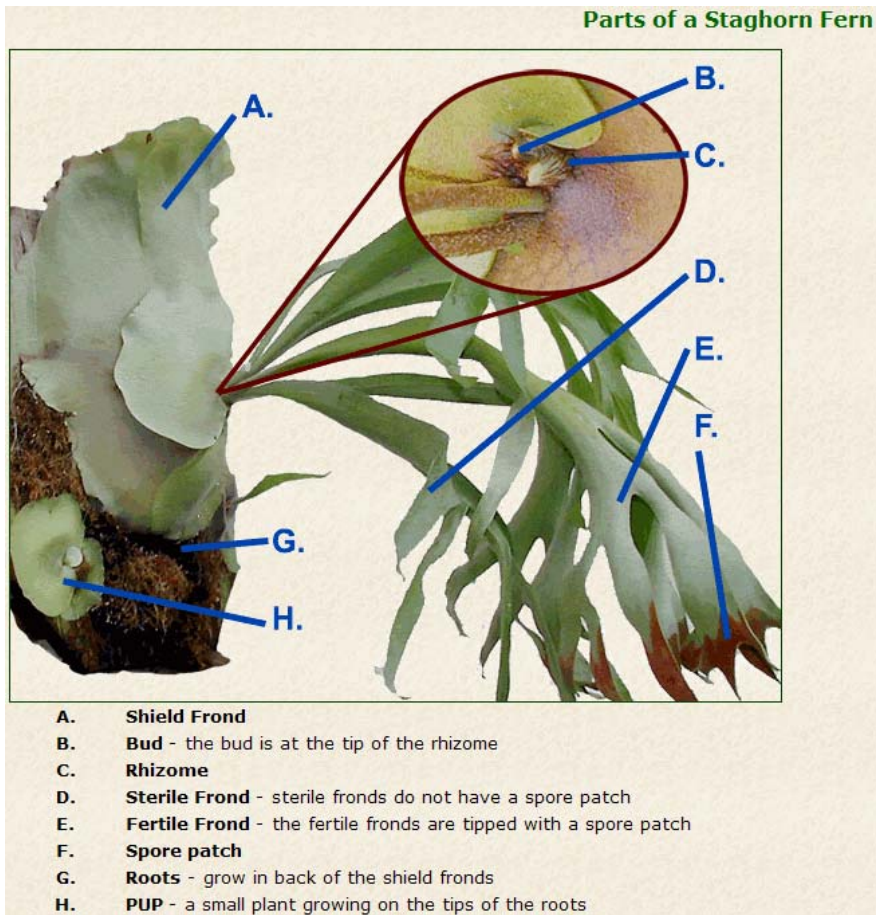 Parts of a Staghorn Fern
A.
B.
C.
D.
E.
F.
G.
H.
A. Shield Frond
B. Bud - the bud is at the tip of the rhizome
C. Rhizome
D. Sterile Frond - sterile fronds do not have a spore patch
E. Fertile Frond - the fertile fronds are tipped with a spore patch
F. Spore patch
G. Roots - grow in back of the shield fronds
H. PUP - a small plant growing on the tips of the roots